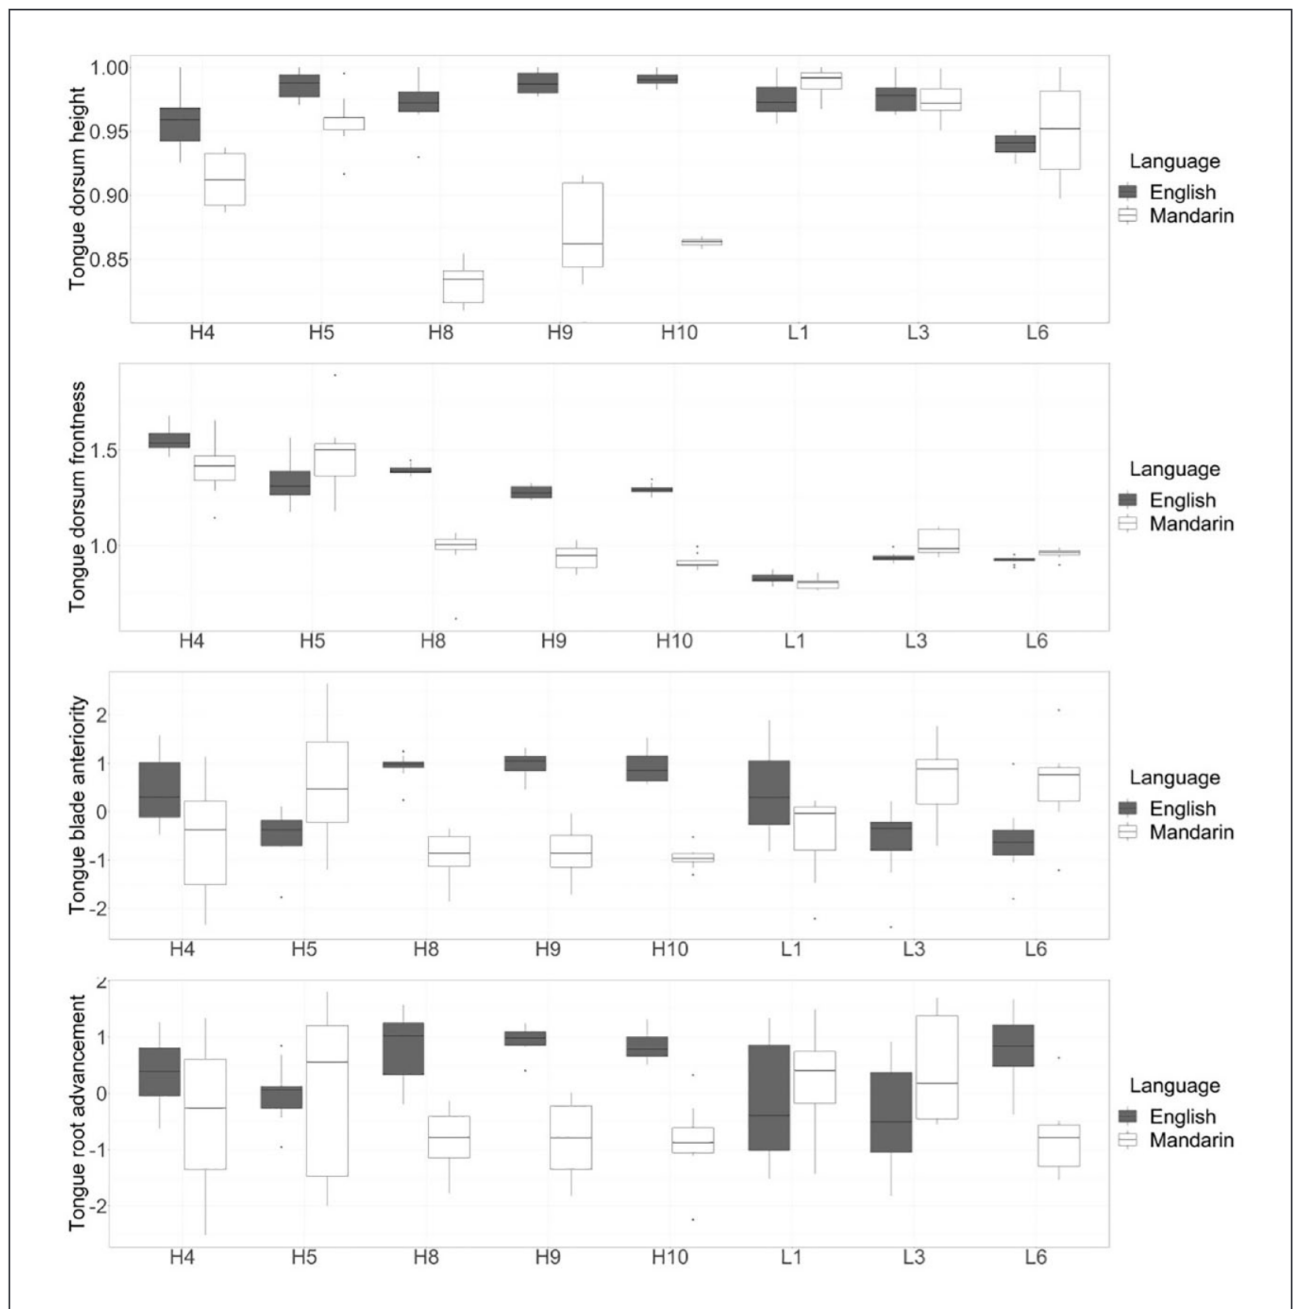 Tongue dorsum height
1.00
0.95
0.90
0.85
H4 H5 H8 H9 H10 L1 L3 L6
Language
English
Mandarin
Tongue dorsum frontness
1.5
1.0
H4 H5 H8 H9 H10 L1 L3 L6
Language
English
Mandarin
Tongue blade anteriority
2
1
0
-1
-2
H4 H5 H8 H9 H10 L1 L3 L6
Language
English
Mandarin
Tongue root advancement
2
1
0
-1
-2
H4 H5 H8 H9 H10 L1 L3 L6
Language
English
Mandarin